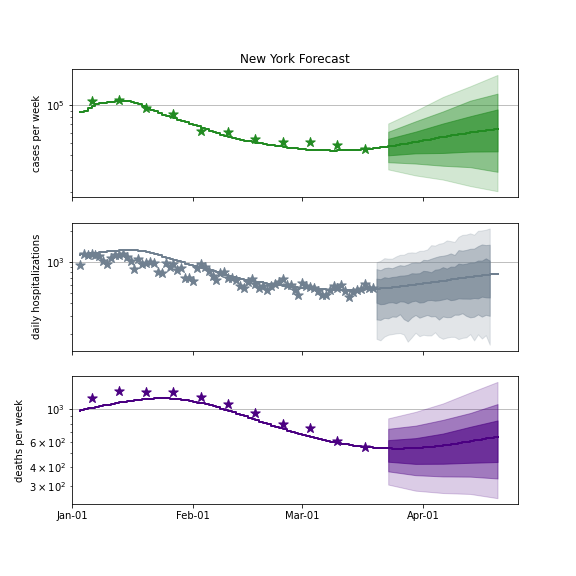 New York Forecast
cases per week
10⁵
daily hospitalizations
10³
deaths per week
10³
6 × 10²
4 × 10²
3 × 10²
Jan-01 Feb-01 Mar-01 Apr-01